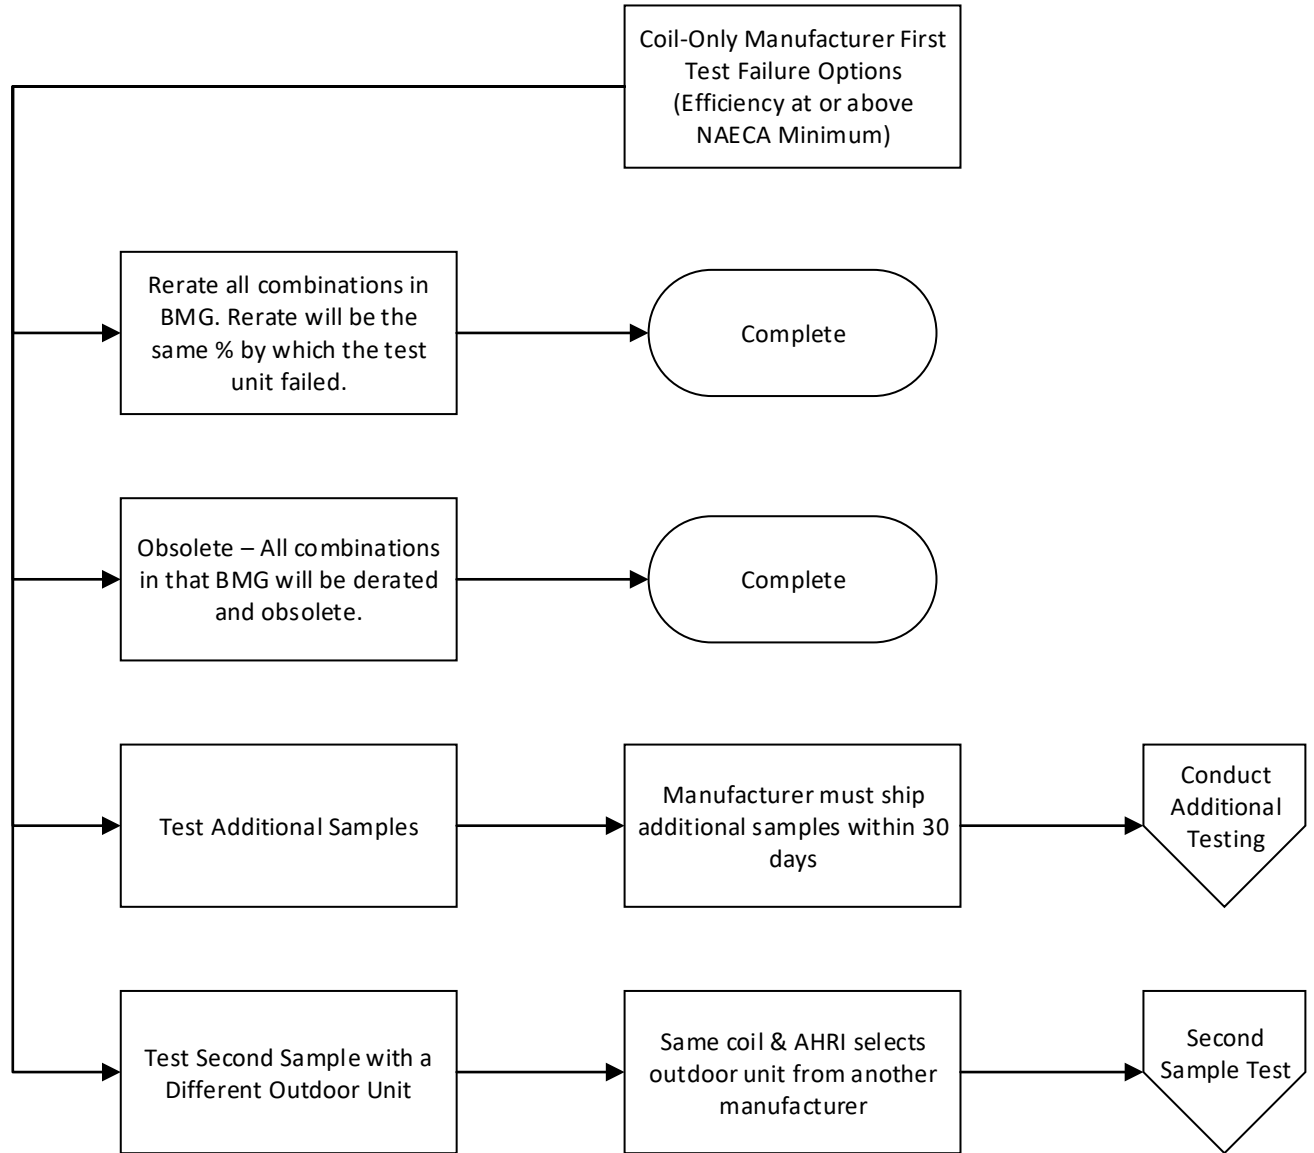 Coil-Only Manufacturer First
Test Failure Options
(Efficiency at or above
NAECA Minimum)
Rerate all combinations in
BMG. Rerate will be the
same % by which the test
unit failed.
Complete
Obsolete – All combinations
in that BMG will be derated
and obsolete.
Complete
Test Additional Samples
Manufacturer must ship
additional samples within 30
days
Conduct
Additional
Testing
Test Second Sample with a
Different Outdoor Unit
Same coil & AHRI selects
outdoor unit from another
manufacturer
Second
Sample Test